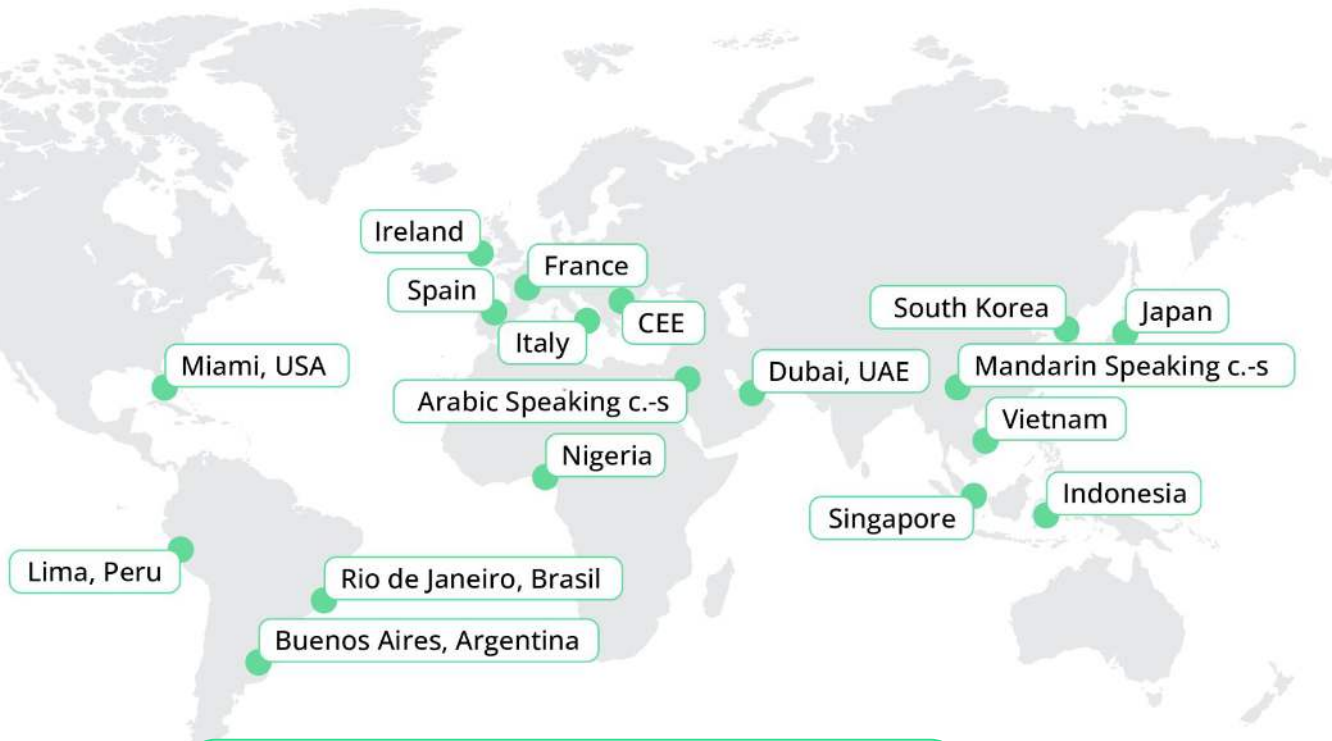 Ireland
France
Spain
CEE
Italy
South Korea
Japan
Miami, USA
Dubai, UAE
Mandarin Speaking c.-s
Arabic Speaking c.-s
Vietnam
Nigeria
Indonesia
Singapore
Lima, Peru
Rio de Janeiro, Brasil
Buenos Aires, Argentina